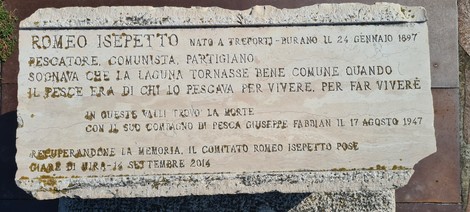 ROMEO ISEPETTO NATO A TREPORTI-BURANO IL 24 GENNAIO 1897
PESCATORE, COMUNISTA, PARTIGIANO
SOGNAVA CHE LA LAGUNA TORNASSE BENE COMUNE QUANDO
IL PESCE ERA DI CHI LO PESCAVA PER VIVERE, PER FAR VIVERE
IN QUESTE VALLI TROVÒ LA MORTE
CON IL SUO COMPAGNO DI PESCA GIUSEPPE FABBIAN IL 17 AGOSTO 1947
RECUPERANDONE LA MEMORIA, IL COMITATO ROMEO ISEPETTO POSE
GIARE DI MIRA-14 SETTEMBRE 2014